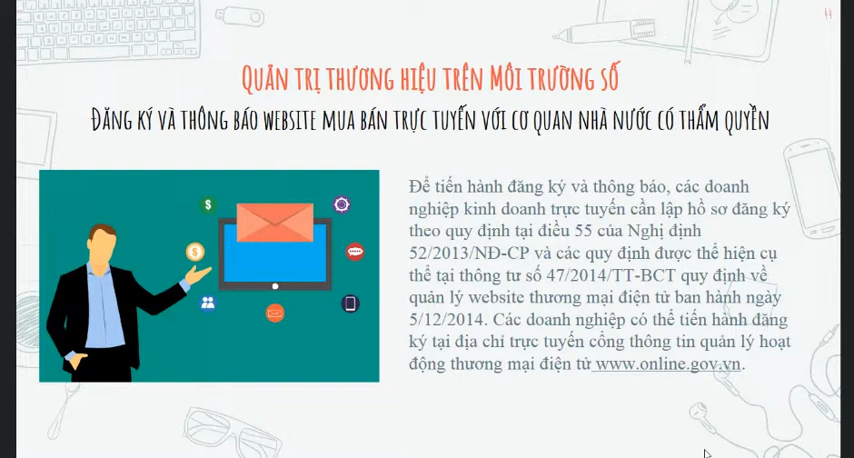 44
QUẢN TRỊ THƯƠNG HIỆU TRÊN MÔI TRƯỜNG SỐ
ĐĂNG KÝ VÀ THÔNG BÁO WEBSITE MUA BÁN TRỰC TUYẾN VỚI CƠ QUAN NHÀ NƯỚC CÓ THẨM QUYỀN
Để tiến hành đăng ký và thông báo, các doanh
nghiệp kinh doanh trực tuyến cần lập hồ sơ đăng ký
theo quy định tại điều 55 của Nghị định
52/2013/NĐ-CP và các quy định được thể hiện cụ
thể tại thông tư số 47/2014/TT-BCT quy định về
quản lý website thương mại điện tử ban hành ngày
5/12/2014. Các doanh nghiệp có thể tiến hành đăng
ký tại địa chỉ trực tuyến cổng thông tin quản lý hoạt
động thương mại điện tử www.online.gov.vn.